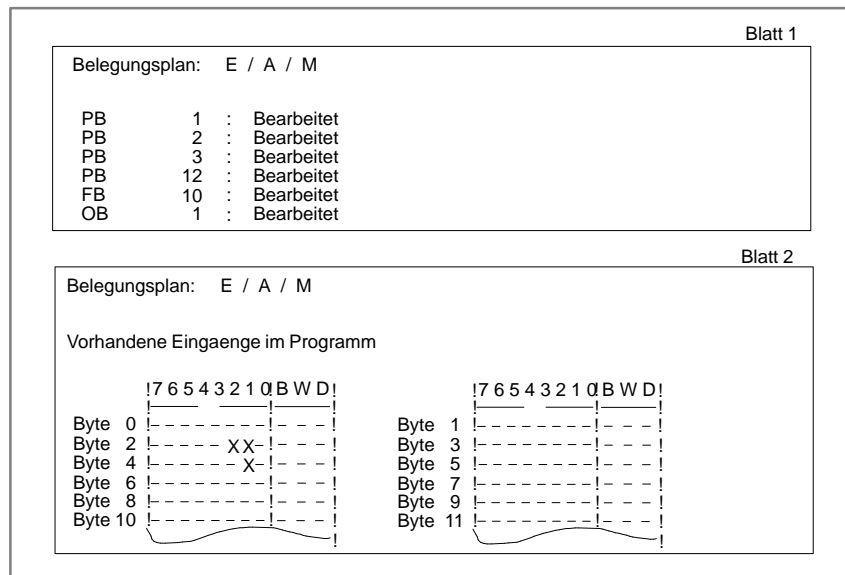 Blatt 1
Belegungsplan: E / A / M
PB 1 : Bearbeitet
PB 2 : Bearbeitet
PB 3 : Bearbeitet
PB 12 : Bearbeitet
FB 10 : Bearbeitet
OB 1 : Bearbeitet
Blatt 2
Belegungsplan: E / A / M
Vorhandene Eingaenge im Programm
!7 6 5 4 3 2 1 0!B W D! !7 6 5 4 3 2 1 0!B W D!
Byte 0 !- - - - - - - -!- - -! Byte 1 !- - - - - - - -!- - -!
Byte 2 !- - - - - X X -!- - -! Byte 3 !- - - - - - - -!- - -!
Byte 4 !- - - - - - X -!- - -! Byte 5 !- - - - - - - -!- - -!
Byte 6 !- - - - - - - -!- - -! Byte 7 !- - - - - - - -!- - -!
Byte 8 !- - - - - - - -!- - -! Byte 9 !- - - - - - - -!- - -!
Byte 10 !- - - - - - - -!- - -! Byte 11 !- - - - - - - -!- - -!